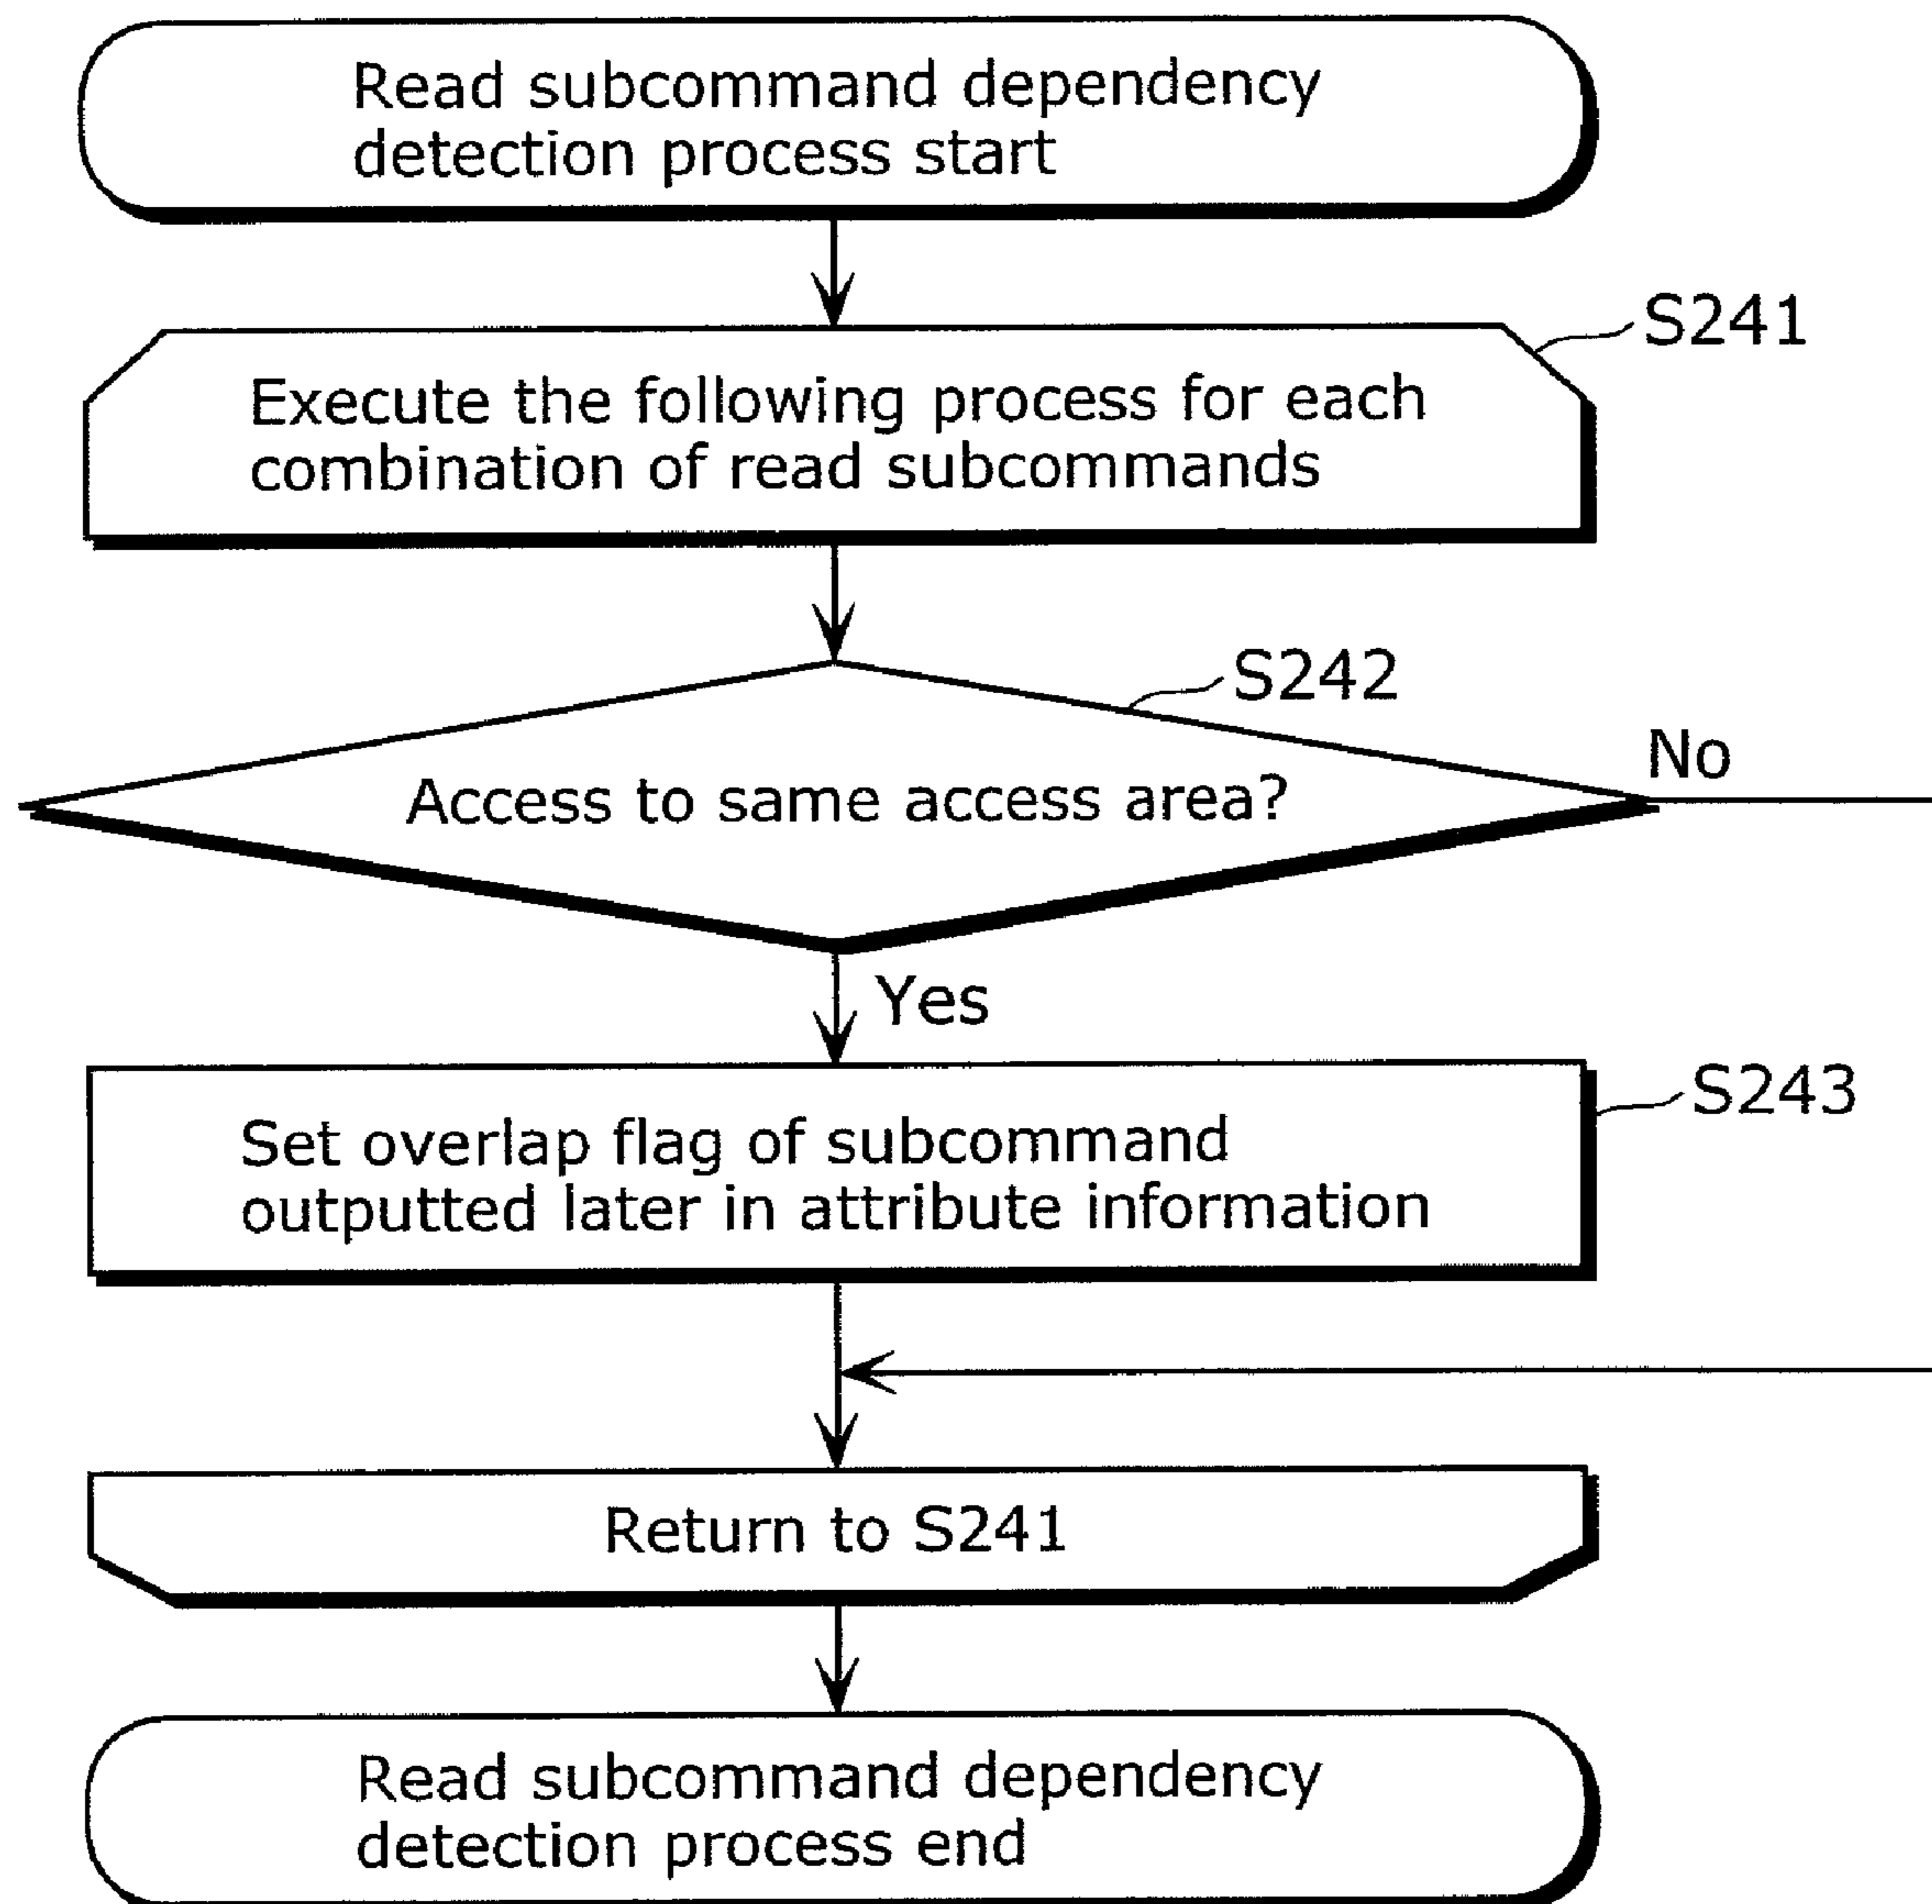 Read subcommand dependency
detection process start
S241
Execute the following process for each
combination of read subcommands
S242
No
Access to same access area?
Yes
S243
Set overlap flag of subcommand
outputted later in attribute information
Return to S241
Read subcommand dependency
detection process end